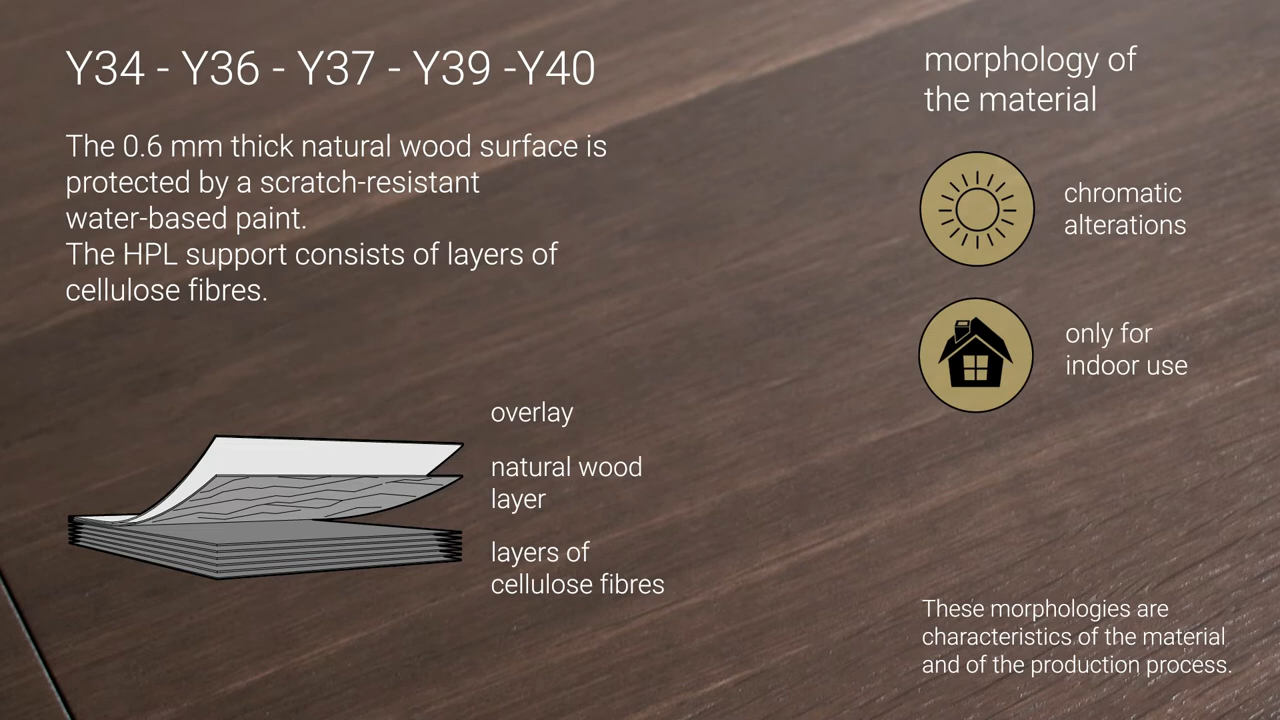 Y34 - Y36 - Y37 - Y39 -Y40
The 0.6 mm thick natural wood surface is
protected by a scratch-resistant
water-based paint.
The HPL support consists of layers of
cellulose fibres.
overlay
natural wood
layer
layers of
cellulose fibres
morphology of
the material
chromatic
alterations
only for
indoor use
These morphologies are
characteristics of the material
and of the production process.